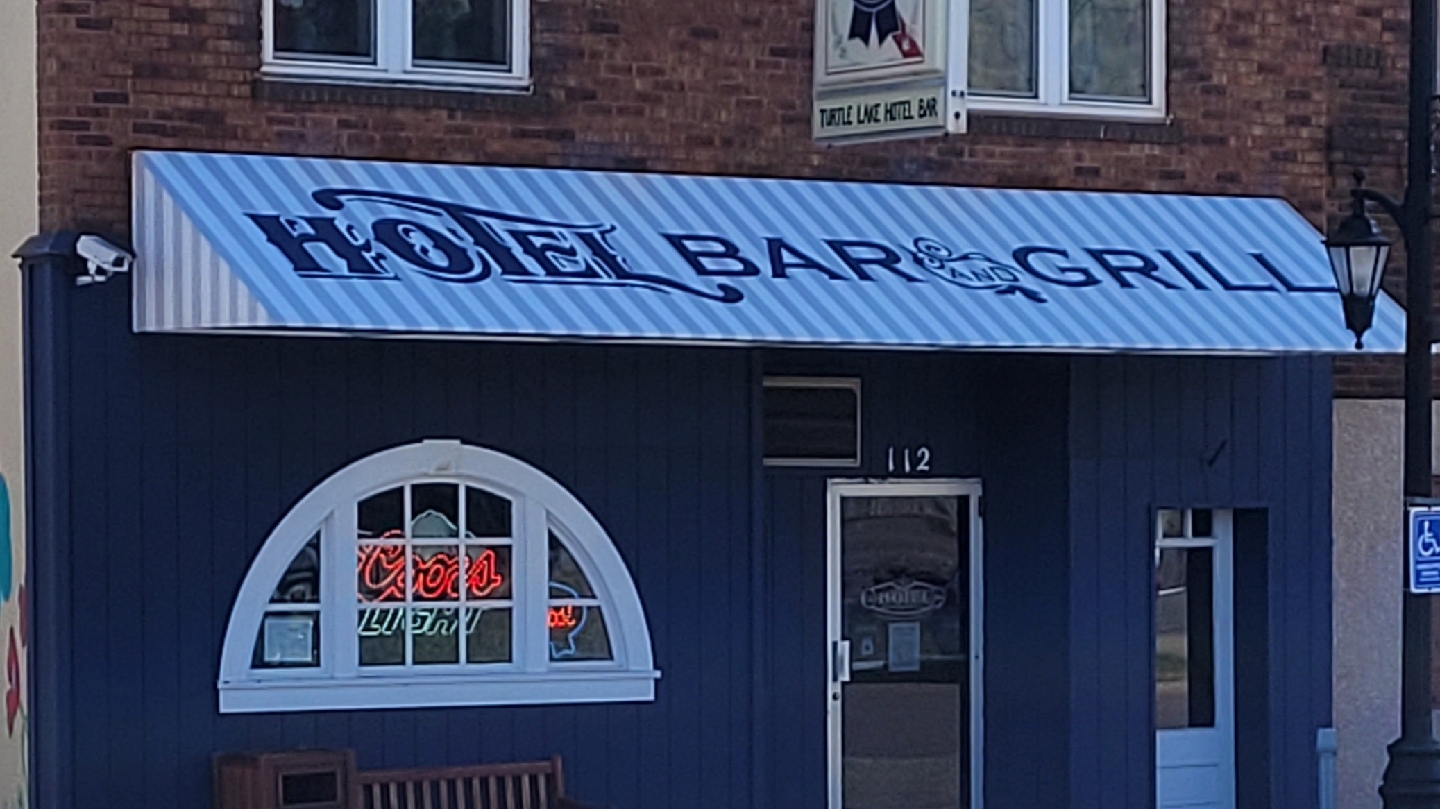 TURTLE LAKE HOTEL BAR
HOTEL BAR AND GRILL
112
Coors
LIGHT
HOTEL